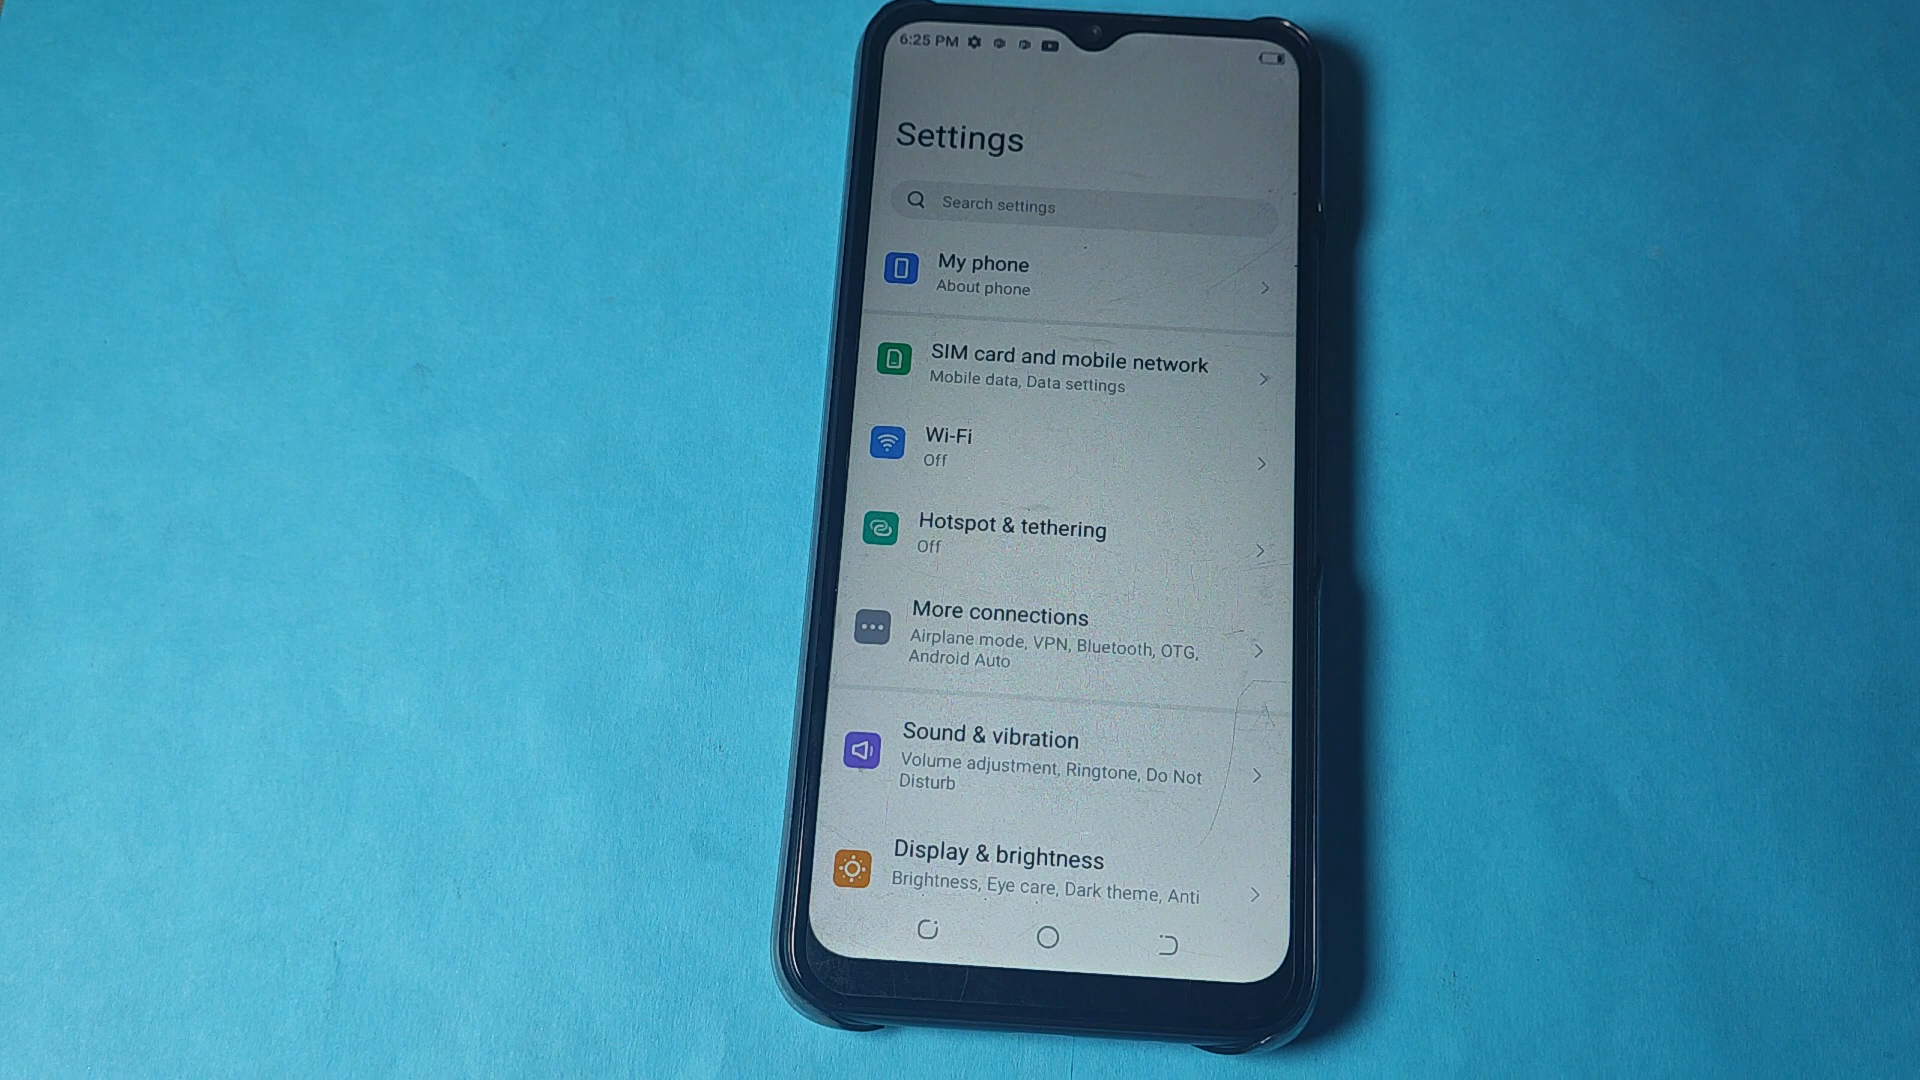 6:25 PM
Settings
Search settings
My phone
About phone
SIM card and mobile network
Mobile data, Data settings
Wi-Fi
Off
Hotspot & tethering
Off
More connections
Airplane mode, VPN, Bluetooth, OTG,
Android Auto
Sound & vibration
Volume adjustment, Ringtone, Do Not
Disturb
Display & brightness
Brightness, Eye care, Dark theme, Anti